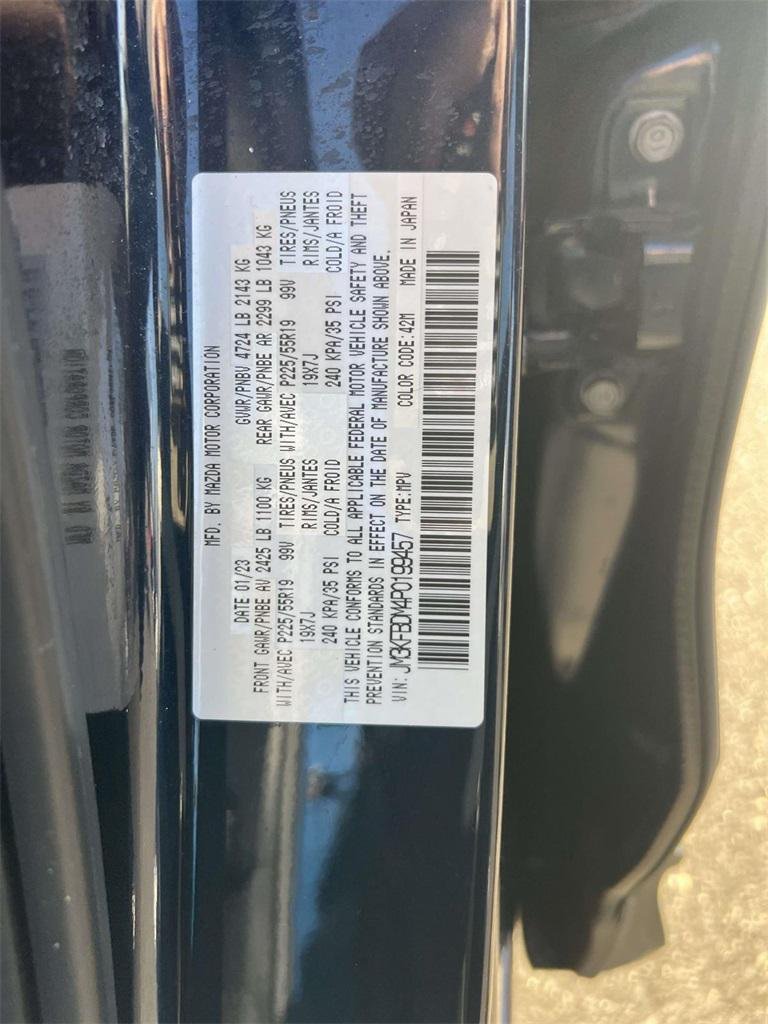 MFD. BY MAZDA MOTOR CORPORATION
DATE 01/23 GVWR/PNBV 4724 LB 2143 KG
FRONT GAWR/PNBE AV 2425 LB 1100 KG REAR GAWR/PNBE AR 2299 LB 1043 KG
WITH/AVEC P225/55R19 99V TIRES/PNEUS WITH/AVEC P225/55R19 99V TIRES/PNEUS
19X7J RIMS/JANTES 19X7J RIMS/JANTES
240 KPA/35 PSI COLD/A FROID 240 KPA/35 PSI COLD/A FROID
THIS VEHICLE CONFORMS TO ALL APPLICABLE FEDERAL MOTOR VEHICLE SAFETY AND THEFT
PREVENTION STANDARDS IN EFFECT ON THE DATE OF MANUFACTURE SHOWN ABOVE.
VIN: JM3KFBDM4P0199457 TYPE:MPV COLOR CODE:42M MADE IN JAPAN